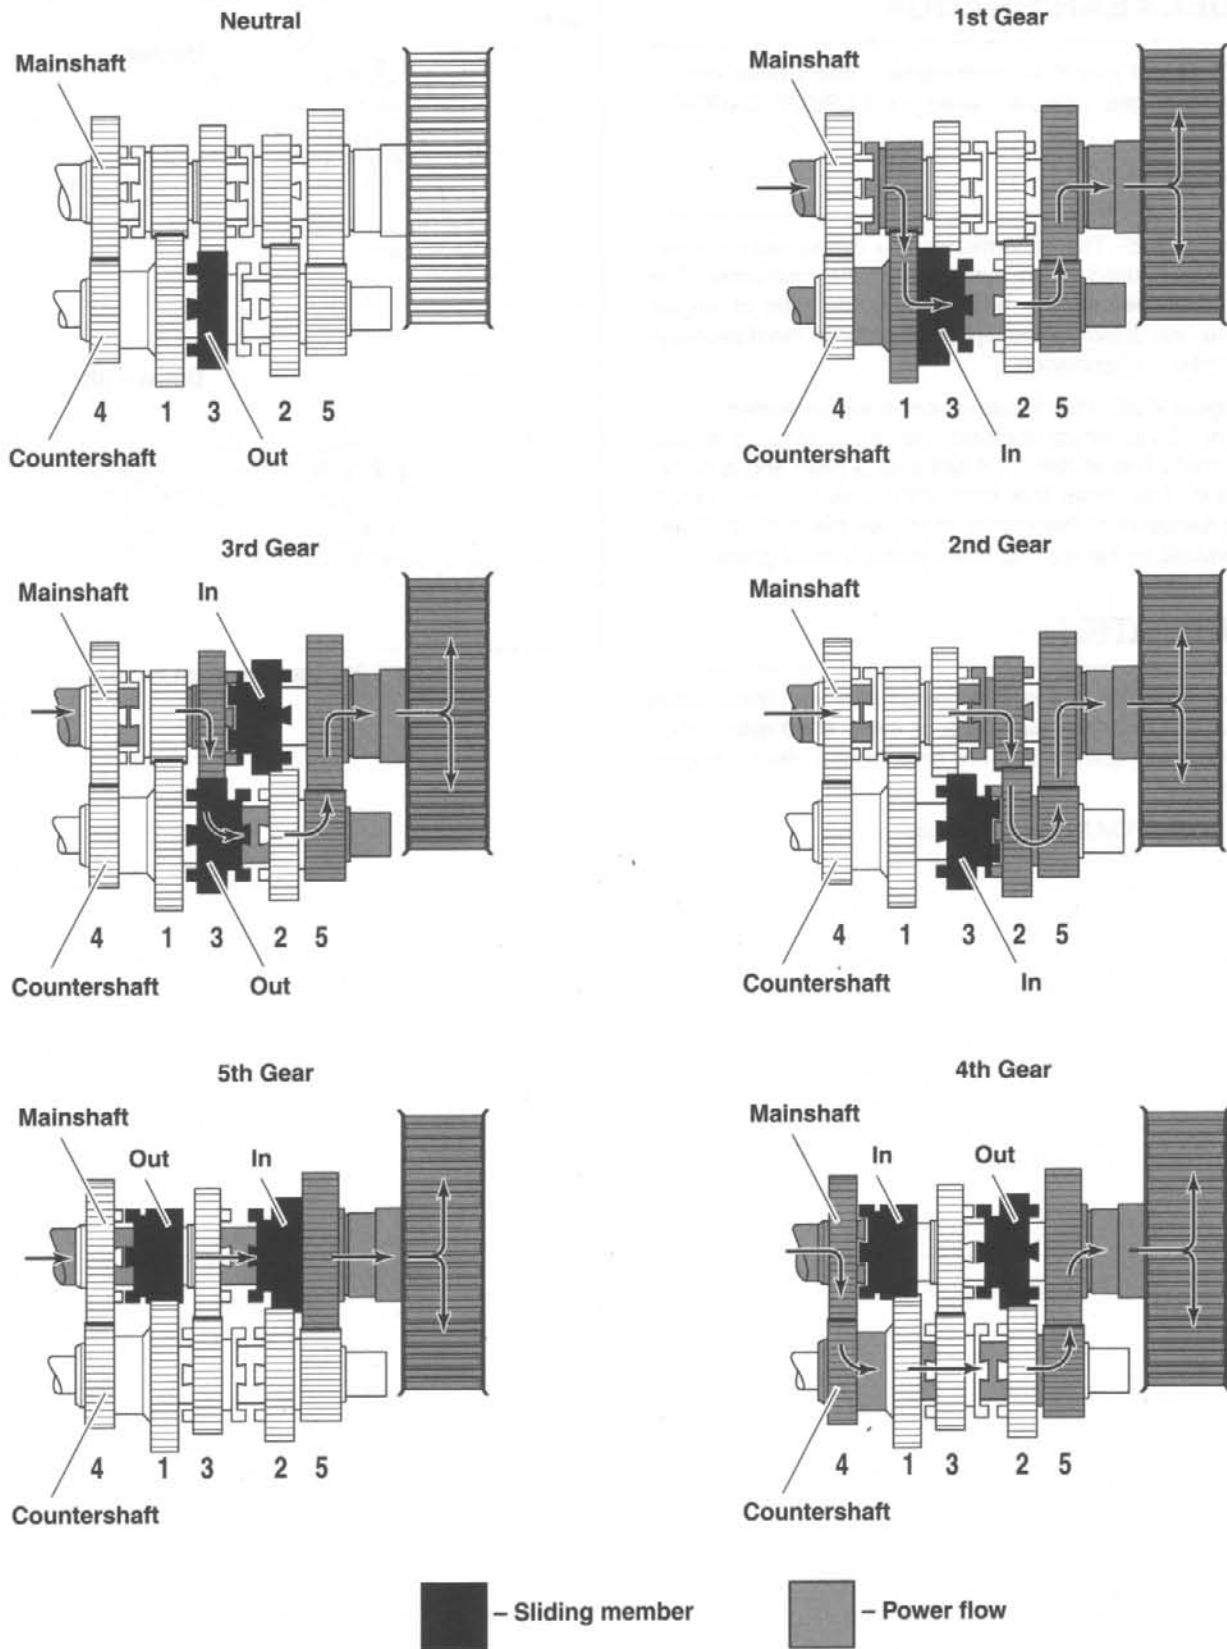 Neutral
Mainshaft
4 1 3 2 5
Countershaft Out
1st Gear
Mainshaft
4 1 3 2 5
Countershaft In
3rd Gear
Mainshaft In
4 1 3 2 5
Countershaft Out
2nd Gear
Mainshaft
4 1 3 2 5
Countershaft In
5th Gear
Mainshaft
Out In
4 1 3 2 5
Countershaft
4th Gear
Mainshaft
In Out
4 1 3 2 5
Countershaft
– Sliding member
– Power flow